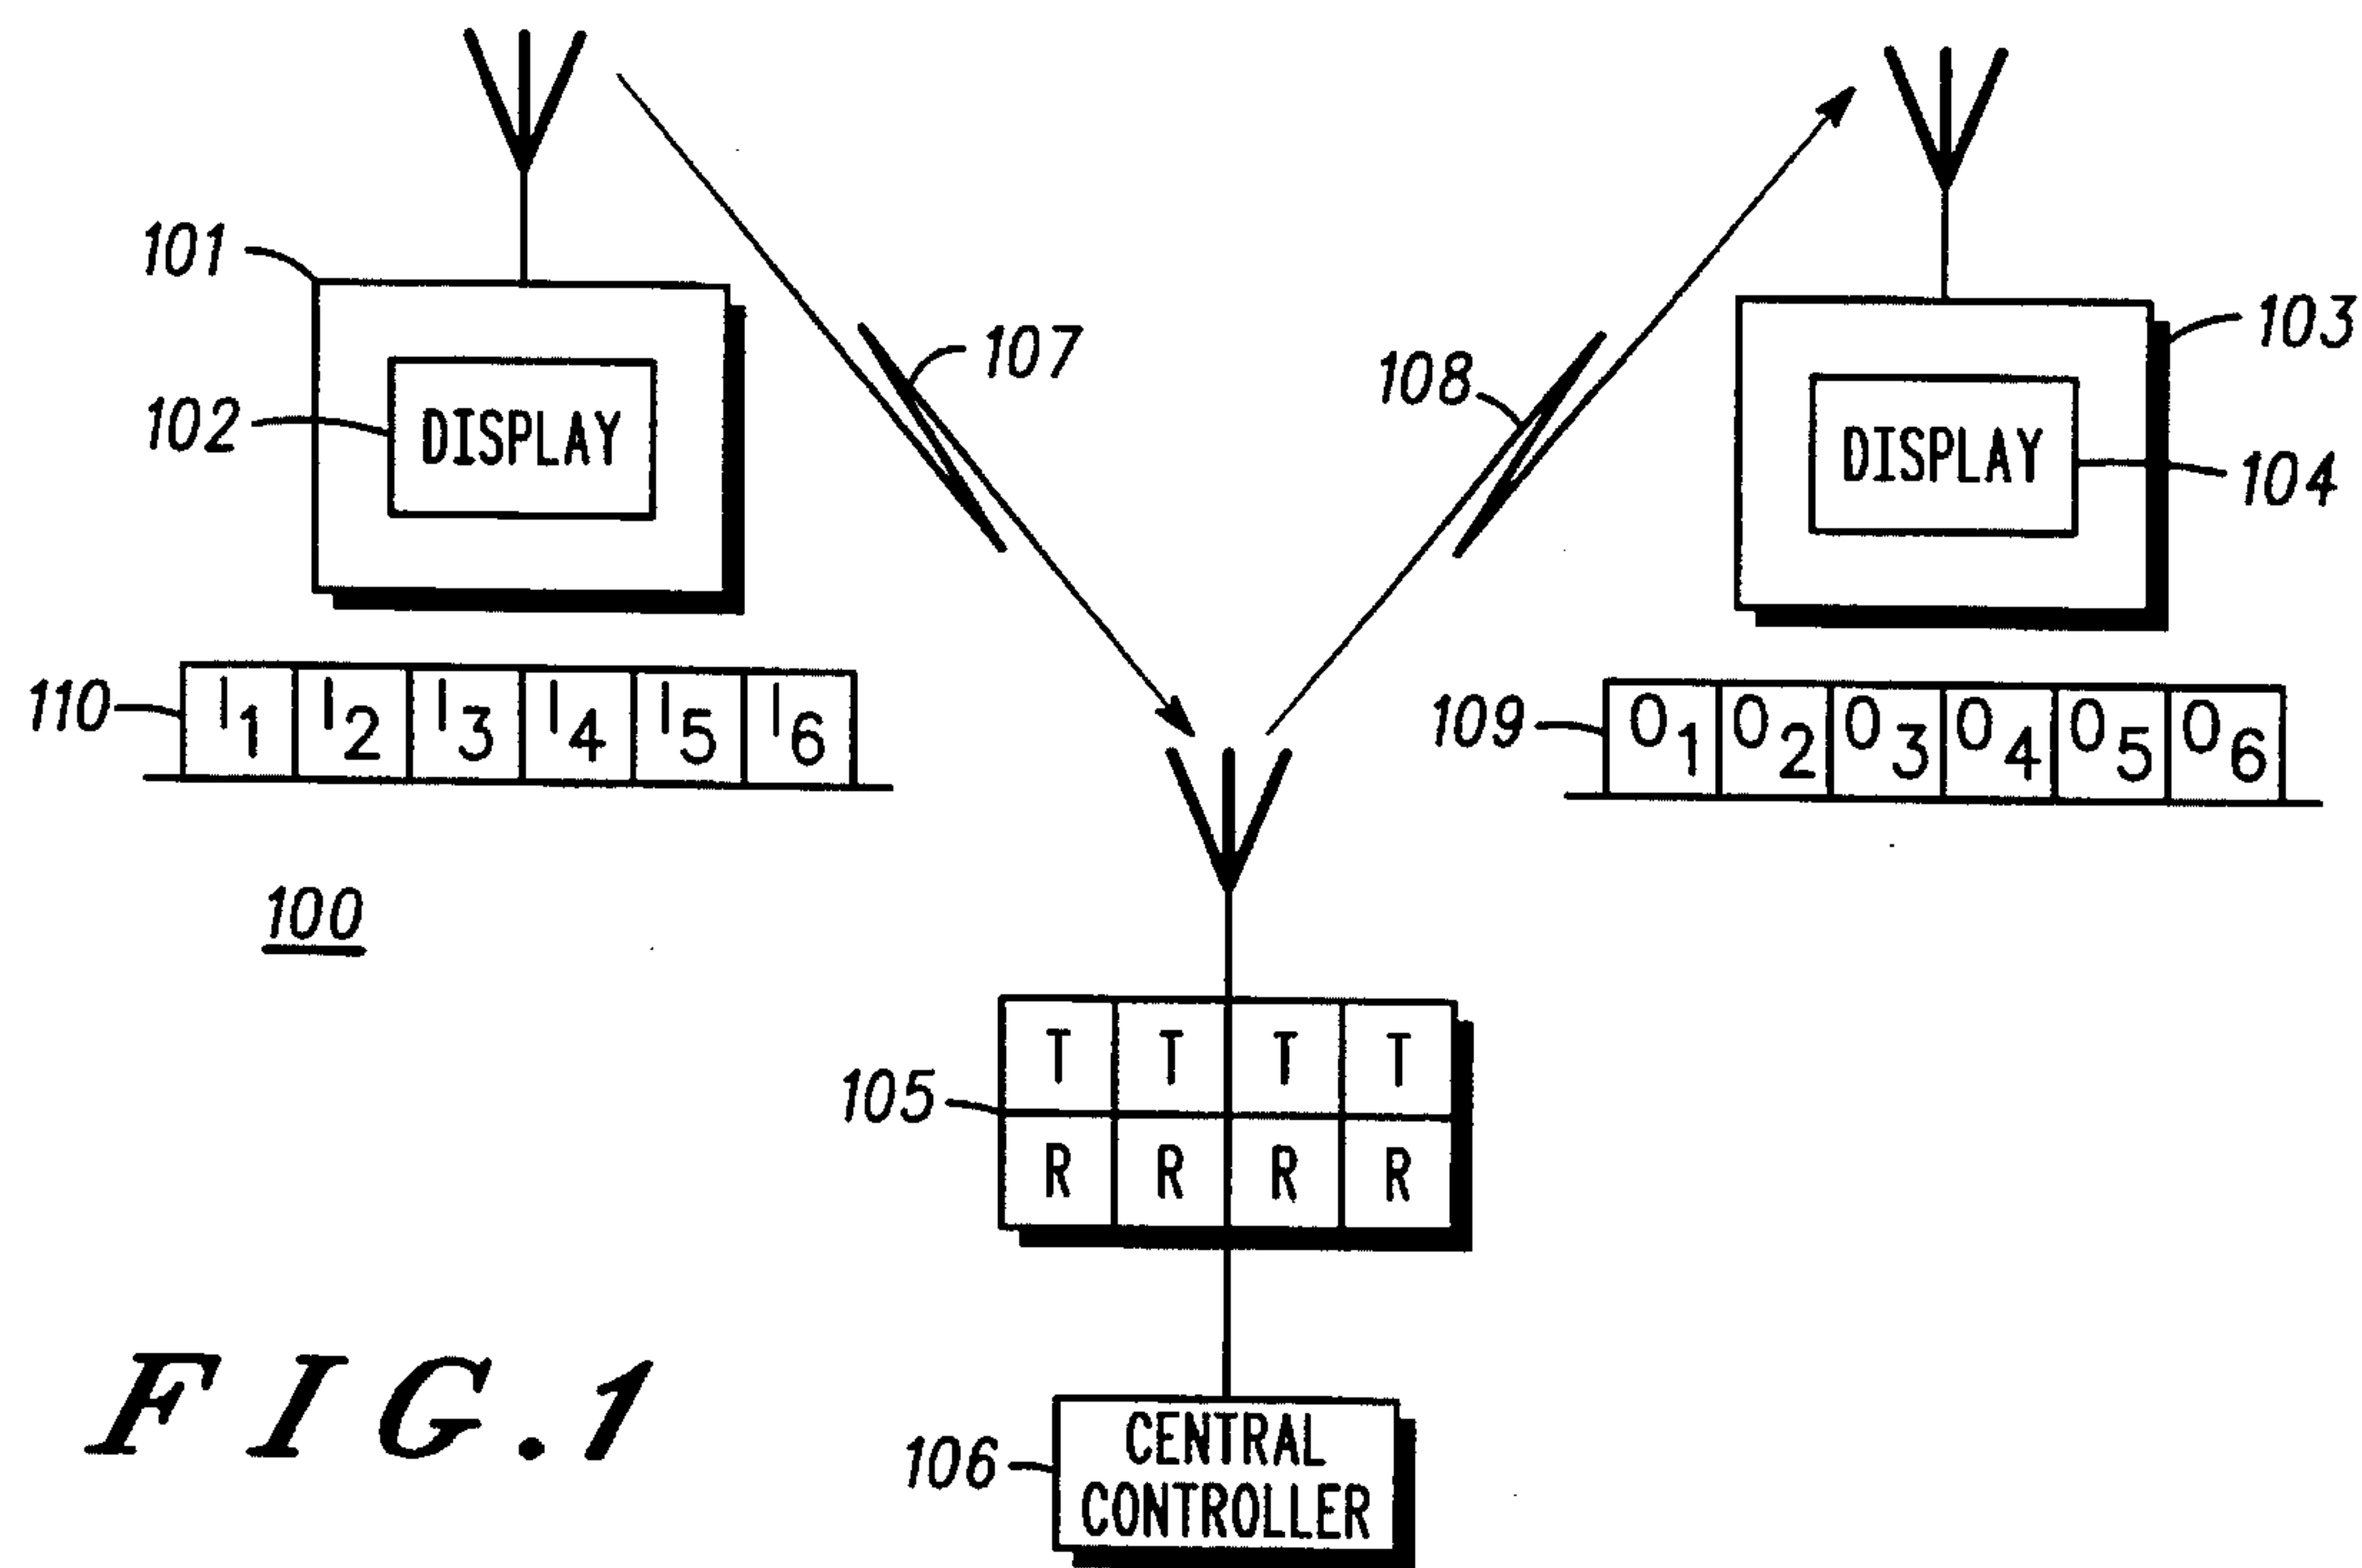 101
102
DISPLAY
107
108
103
DISPLAY
104
110
I1 I2 I3 I4 I5 I6
109
O1 O2 O3 O4 O5 O6
100
105
T T T T
R R R R
106
CENTRAL
CONTROLLER
FIG.1